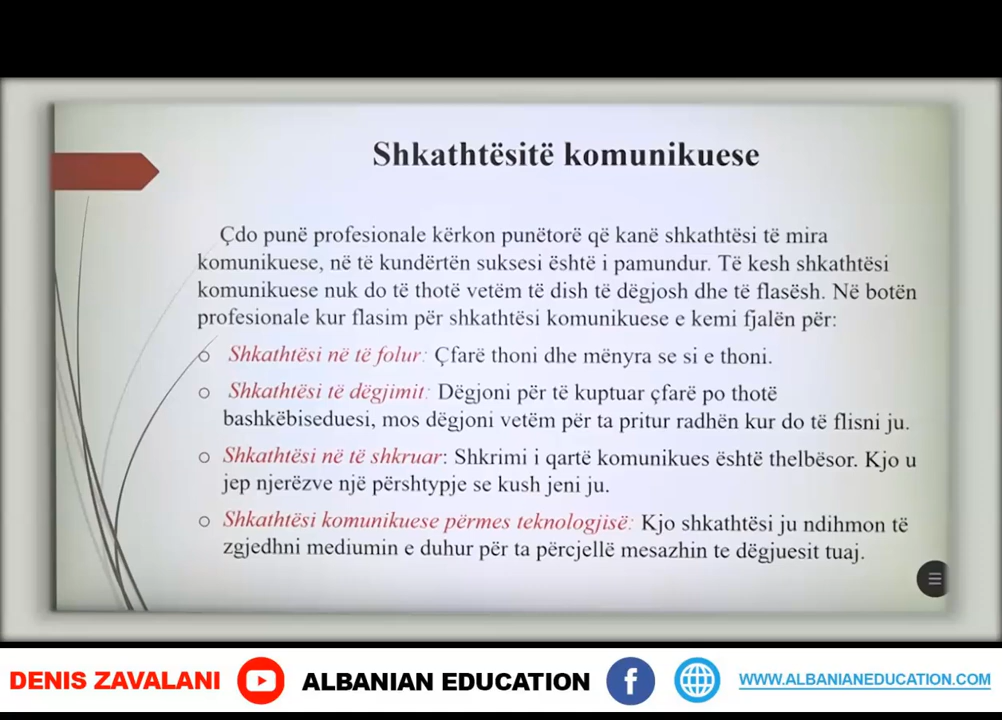 Shkathtësitë komunikuese
Çdo punë profesionale kërkon punëtorë që kanë shkathtësi të mira
komunikuese, në të kundërtën suksesi është i pamundur. Të kesh shkathtësi
komunikuese nuk do të thotë vetëm të dish të dëgjosh dhe të flasësh. Në botën
profesionale kur flasim për shkathtësi komunikuese e kemi fjalën për:
Shkathtësi në të folur: Çfarë thoni dhe mënyra se si e thoni.
Shkathtësi të dëgjimit: Dëgjoni për të kuptuar çfarë po thotë
bashkëbiseduesi, mos dëgjoni vetëm për ta pritur radhën kur do të flisni ju.
Shkathtësi në të shkruar: Shkrimi i qartë komunikues është thelbësor. Kjo u
jep njerëzve një përshtypje se kush jeni ju.
Shkathtësi komunikuese përmes teknologjisë: Kjo shkathtësi ju ndihmon të
zgjedhni mediumin e duhur për ta përcjellë mesazhin te dëgjuesit tuaj.
DENIS ZAVALANI ALBANIAN EDUCATION f WWW.ALBANIANEDUCATION.COM